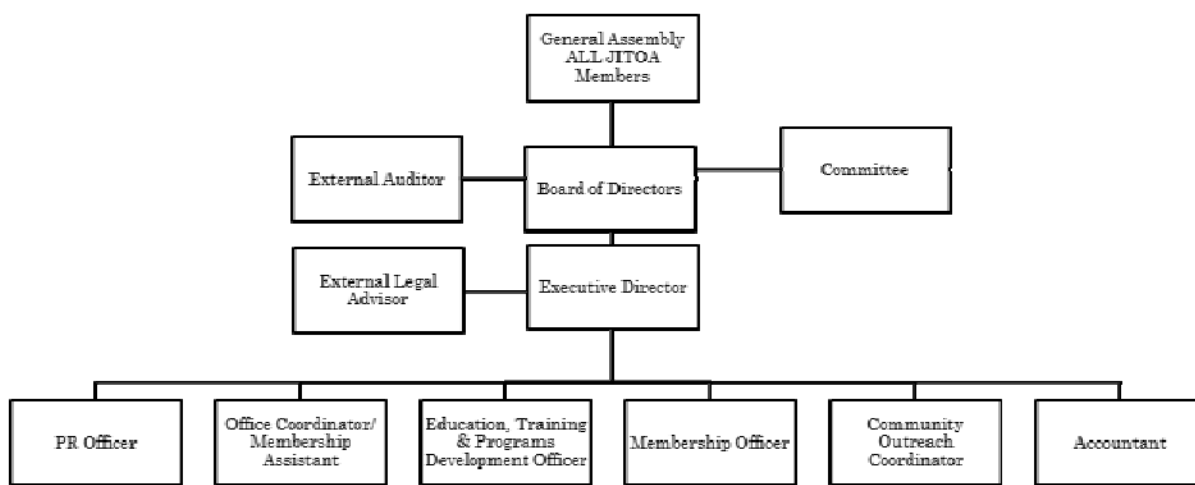 General Assembly
ALL JITOA
Members
External Auditor
Board of Directors
Committee
External Legal
Advisor
Executive Director
PR Officer
Office Coordinator/
Membership
Assistant
Education, Training
& Programs
Development Officer
Membership Officer
Community
Outreach
Coordinator
Accountant